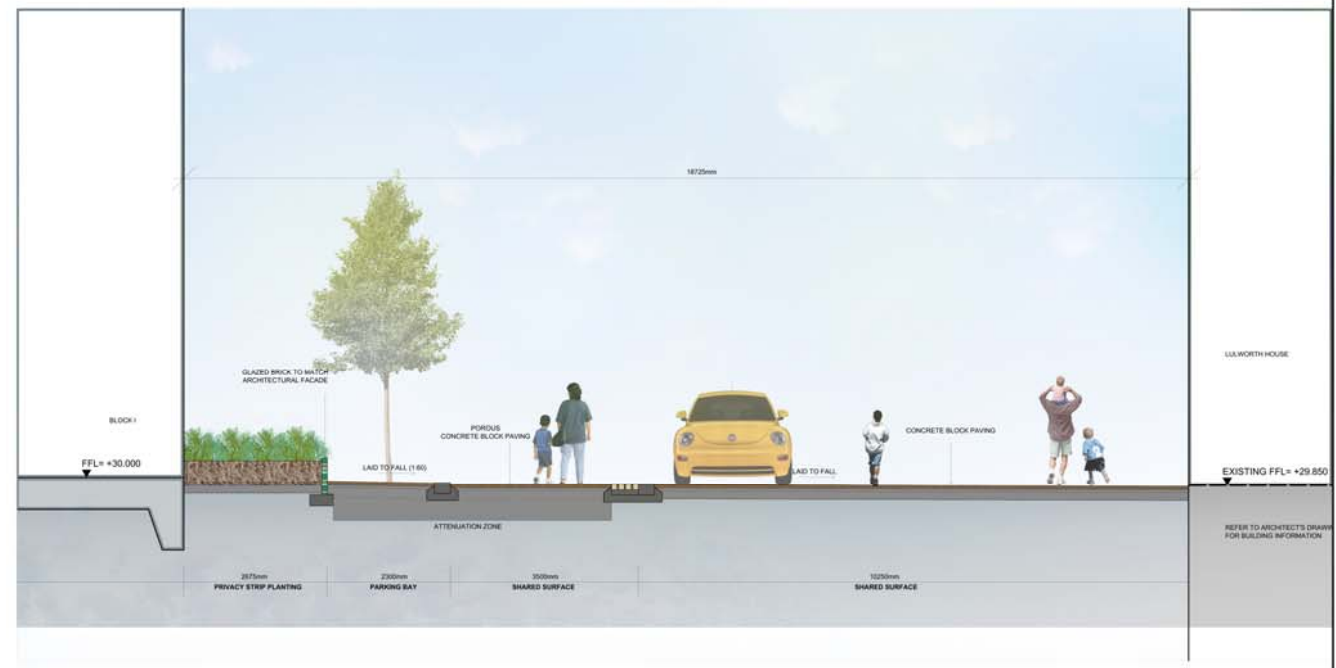 18725mm
LULWORTH HOUSE
GLAZED BRICK TO MATCH
ARCHITECTURAL FACADE
BLOCK I
POROUS
CONCRETE BLOCK PAVING
CONCRETE BLOCK PAVING
FFL= +30.000
LAID TO FALL (1:60)
LAID TO FALL
EXISTING FFL= +29.850
ATTENUATION ZONE
REFER TO ARCHITECT'S DRAWIN
FOR BUILDING INFORMATION
2300mm
3500mm
10250mm
PRIVACY STRIP PLANTING
PARKING BAY
SHARED SURFACE
SHARED SURFACE